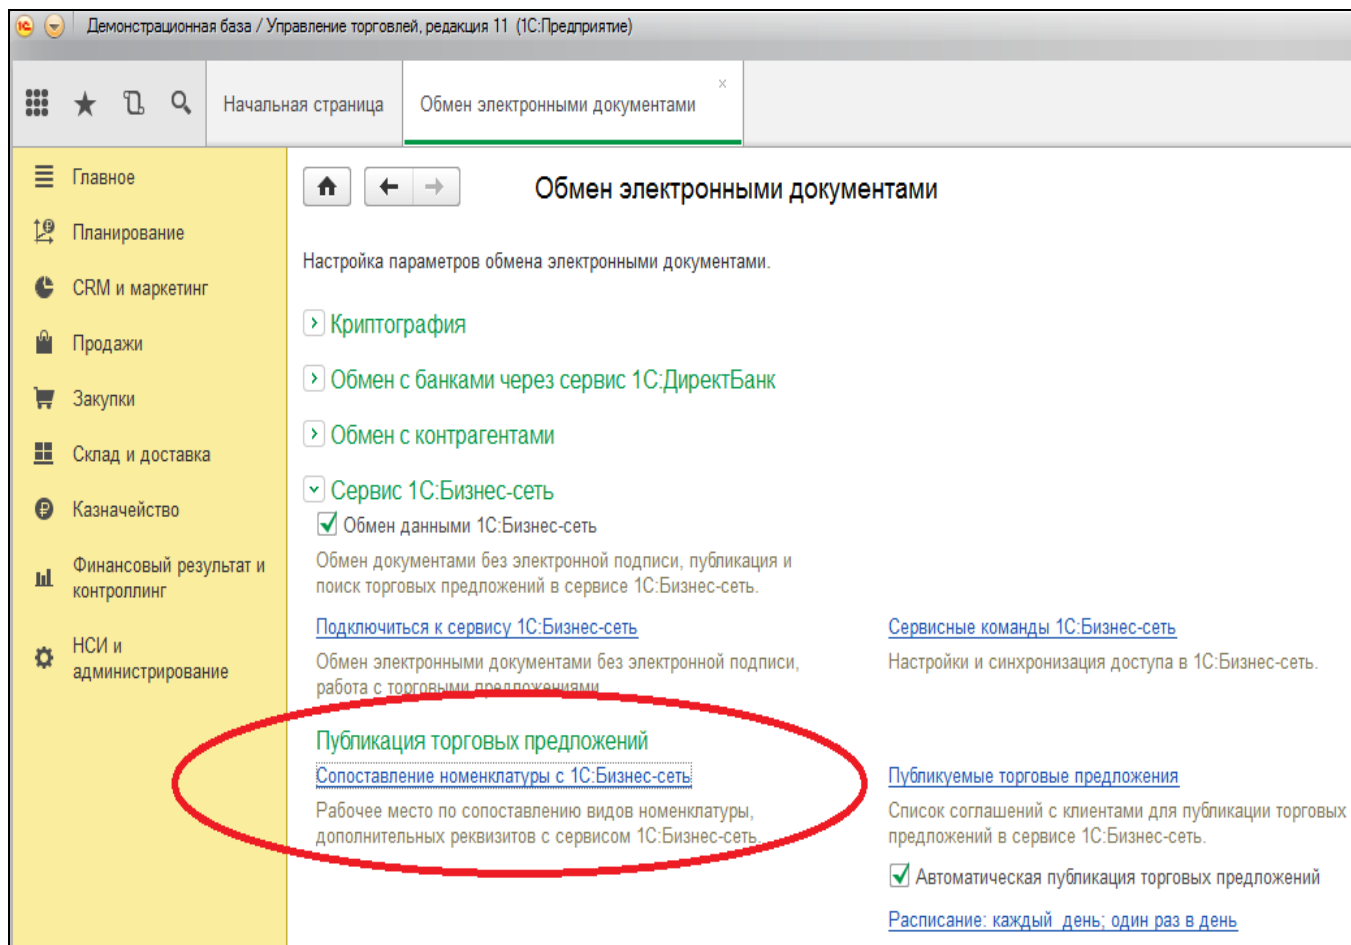 Демонстрационная база / Управление торговлей, редакция 11 (1С:Предприятие)
Начальная страница
Обмен электронными документами
Главное
Планирование
CRM и маркетинг
Продажи
Закупки
Склад и доставка
Казначейство
Финансовый результат и
контроллинг
НСИ и
администрирование
Обмен электронными документами
Настройка параметров обмена электронными документами.
Криптография
Обмен с банками через сервис 1С:ДиректБанк
Обмен с контрагентами
Сервис 1С:Бизнес-сеть
Обмен данными 1С:Бизнес-сеть
Обмен документами без электронной подписи, публикация и
поиск торговых предложений в сервисе 1С:Бизнес-сеть.
Подключиться к сервису 1С:Бизнес-сеть
Обмен электронными документами без электронной подписи,
работа с торговыми предложениями.
Сервисные команды 1С:Бизнес-сеть
Настройки и синхронизация доступа в 1С:Бизнес-сеть.
Публикация торговых предложений
Сопоставление номенклатуры с 1С:Бизнес-сеть
Рабочее место по сопоставлению видов номенклатуры,
дополнительных реквизитов с сервисом 1С:Бизнес-сеть.
Публикуемые торговые предложения
Список соглашений с клиентами для публикации торговых
предложений в сервисе 1С:Бизнес-сеть.
Автоматическая публикация торговых предложений
Расписание: каждый день; один раз в день